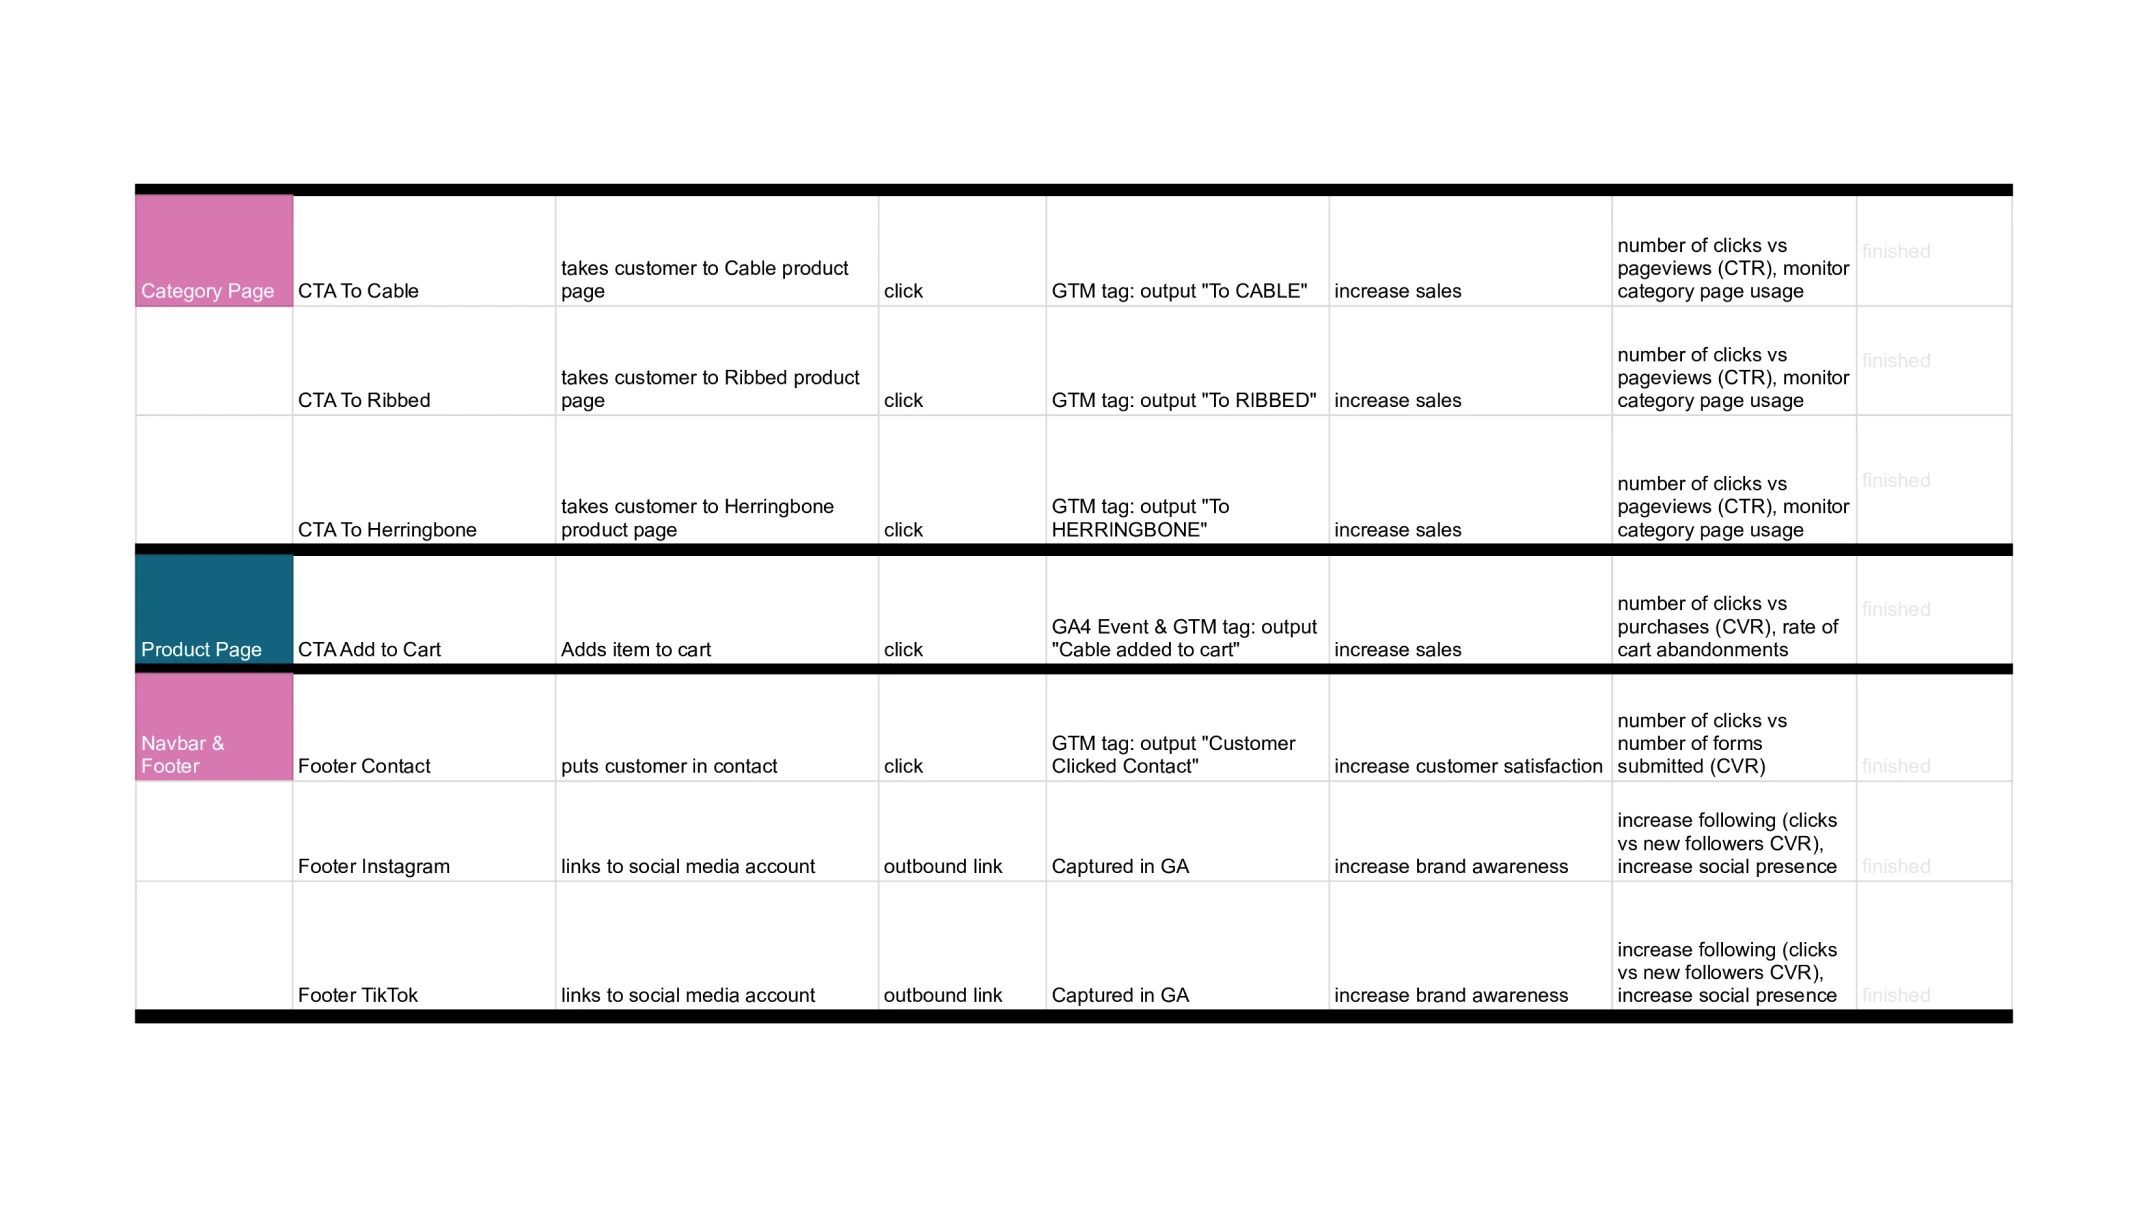 Category Page
CTA To Cable
takes customer to Cable product
page
click
GTM tag: output "To CABLE"
increase sales
number of clicks vs
pageviews (CTR), monitor
category page usage
finished
CTA To Ribbed
takes customer to Ribbed product
page
click
GTM tag: output "To RIBBED"
increase sales
number of clicks vs
pageviews (CTR), monitor
category page usage
finished
CTA To Herringbone
takes customer to Herringbone
product page
click
GTM tag: output "To
HERRINGBONE"
increase sales
number of clicks vs
pageviews (CTR), monitor
category page usage
finished
Product Page
CTA Add to Cart
Adds item to cart
click
GA4 Event & GTM tag: output
"Cable added to cart"
increase sales
number of clicks vs
purchases (CVR), rate of
cart abandonments
finished
Navbar &
Footer
Footer Contact
puts customer in contact
click
GTM tag: output "Customer
Clicked Contact"
increase customer satisfaction
number of clicks vs
number of forms
submitted (CVR)
finished
Footer Instagram
links to social media account
outbound link
Captured in GA
increase brand awareness
increase following (clicks
vs new followers CVR),
increase social presence
finished
Footer TikTok
links to social media account
outbound link
Captured in GA
increase brand awareness
increase following (clicks
vs new followers CVR),
increase social presence
finished